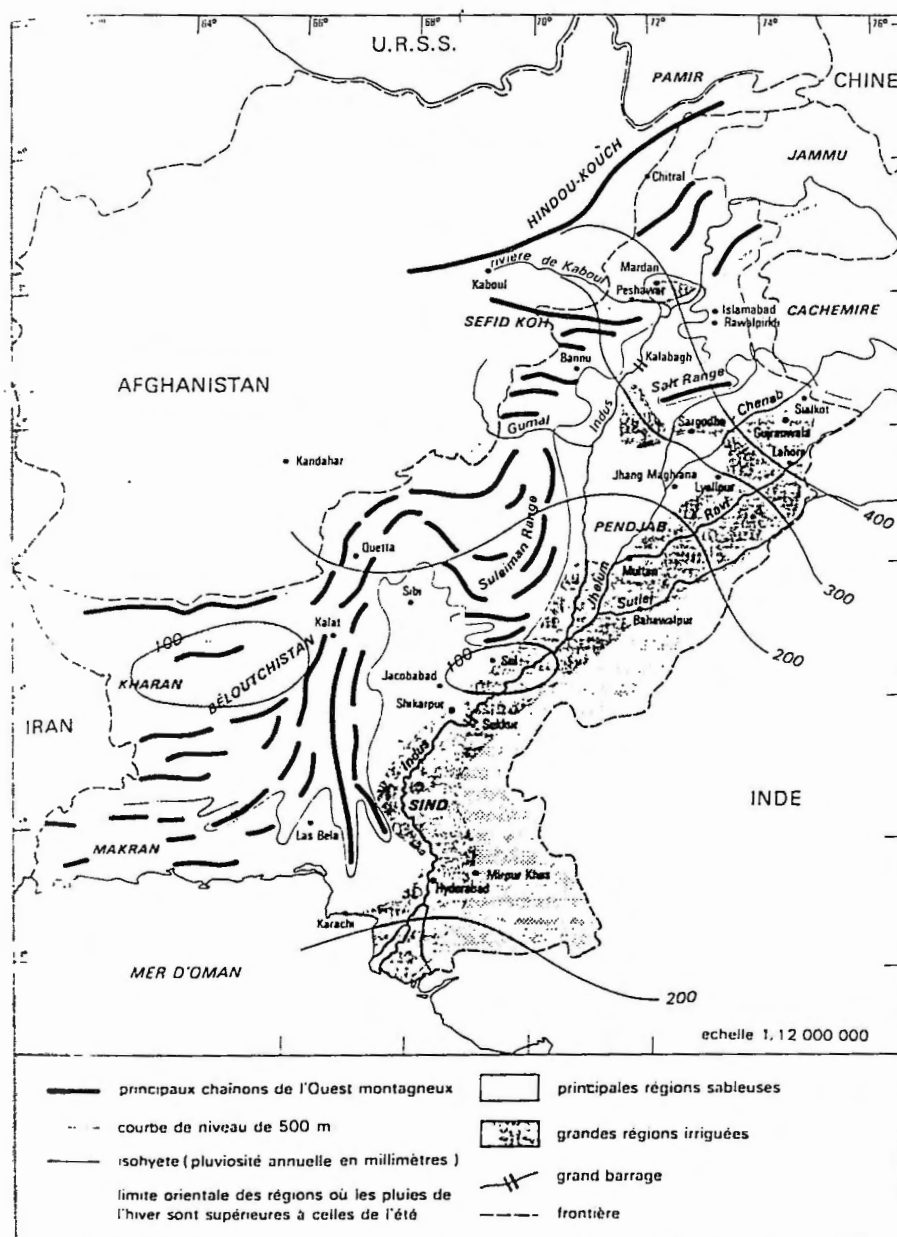 64° 66° 68° 70° 72° 74° 76°
U.R.S.S.
PAMIR
CHINE
JAMMU
HINDOU-KOUCH
Chitral
rivière de Kaboul
Kaboul
Mardan
Peshawar
Islamabad
Rawalpindi
CACHEMIRE
SEFID KOH
Bannu
Kalabagh
Salt Range
AFGHANISTAN
Indus
Chenab
Sialkot
Gumal
Sargodha
Gujranwala
Lahore
Kandahar
Jhang Maghiana
Lyallpur
Ravi
400
PENDJAB
Quetta
Suleiman Range
Multan
300
Sibi
Jhelum
Sutlej
Bahawalpur
200
Kalat
100
KHARAN
BÉLOUTCHISTAN
100
Sui
Jacobabad
Shikarpur
Sukkur
IRAN
Indus
SIND
INDE
Las Bela
MAKRAN
Mirpur Khas
Hyderabad
Karachi
MER D'OMAN
200
echelle 1, 12 000 000
principaux chaînons de l'Ouest montagneux
courbe de niveau de 500 m
isohyete (pluviosité annuelle en millimètres)
limite orientale des régions où les pluies de
l'hiver sont supérieures à celles de l'été
principales régions sableuses
grandes régions irriguées
grand barrage
frontière